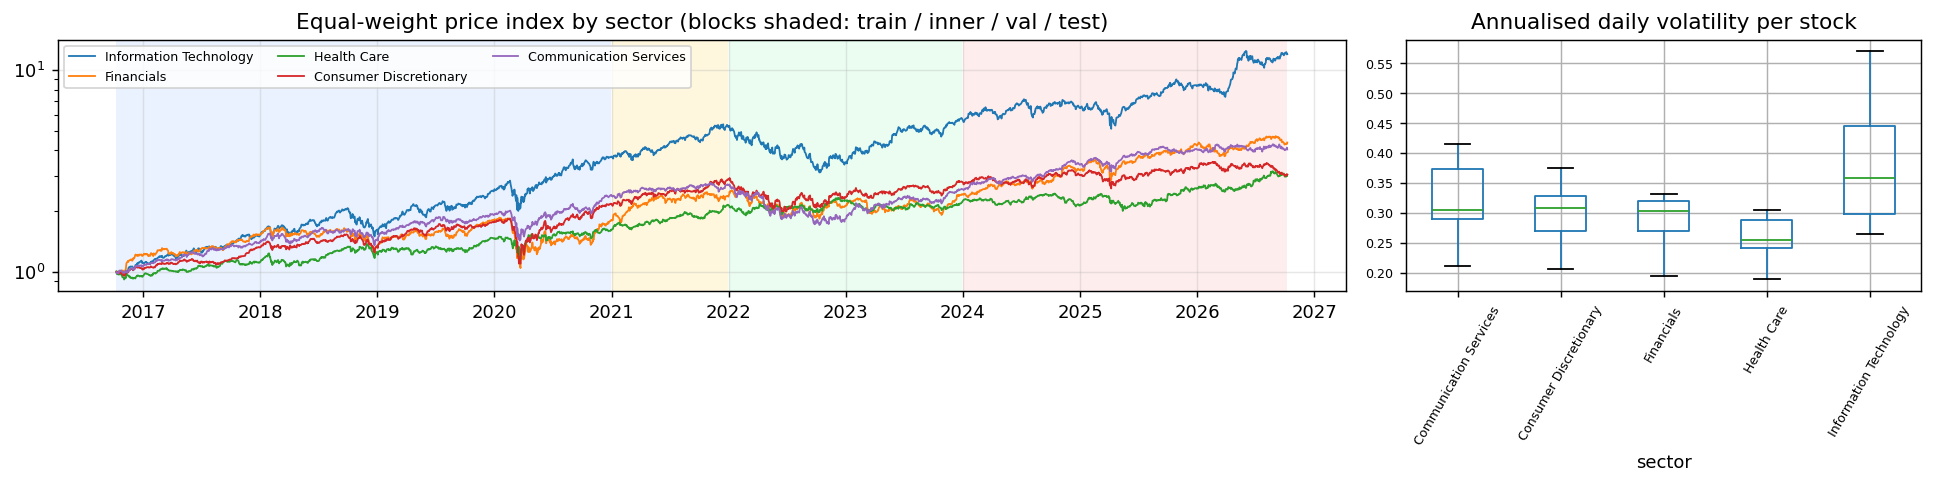 Equal-weight price index by sector (blocks shaded: train / inner / val / test)
Information Technology
Financials
Health Care
Consumer Discretionary
Communication Services
10^1
10^0
2017 2018 2019 2020 2021 2022 2023 2024 2025 2026 2027
Annualised daily volatility per stock
0.55
0.50
0.45
0.40
0.35
0.30
0.25
0.20
Communication Services
Consumer Discretionary
Financials
Health Care
Information Technology
sector